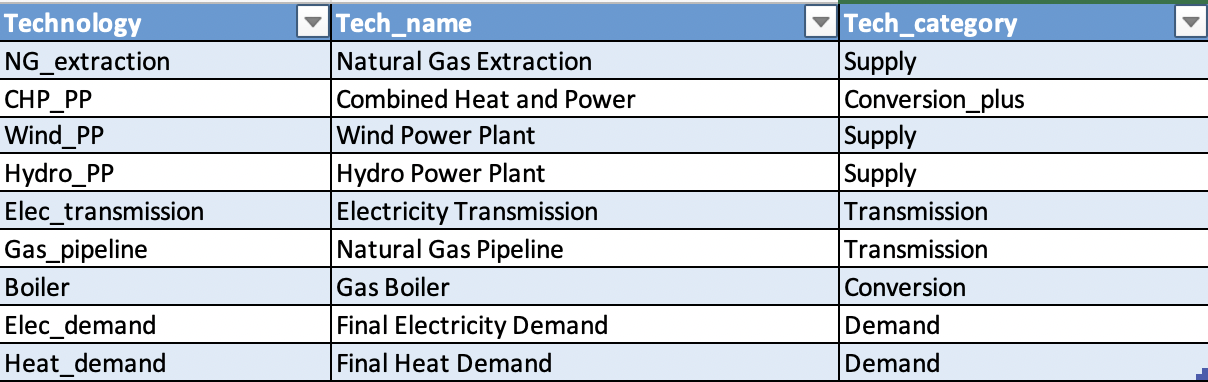 Technology Tech_name Tech_category
NG_extraction Natural Gas Extraction Supply
CHP_PP Combined Heat and Power Conversion_plus
Wind_PP Wind Power Plant Supply
Hydro_PP Hydro Power Plant Supply
Elec_transmission Electricity Transmission Transmission
Gas_pipeline Natural Gas Pipeline Transmission
Boiler Gas Boiler Conversion
Elec_demand Final Electricity Demand Demand
Heat_demand Final Heat Demand Demand